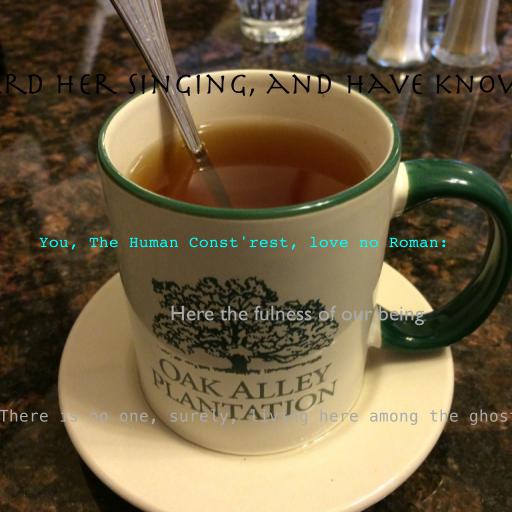 RD HER SINGING, AND HAVE KNOW
You, The Human Const'rest, love no Roman:
Here the fulness of our being
OAK ALLEY
PLANTATION
There is no one, surely, living here among the ghost